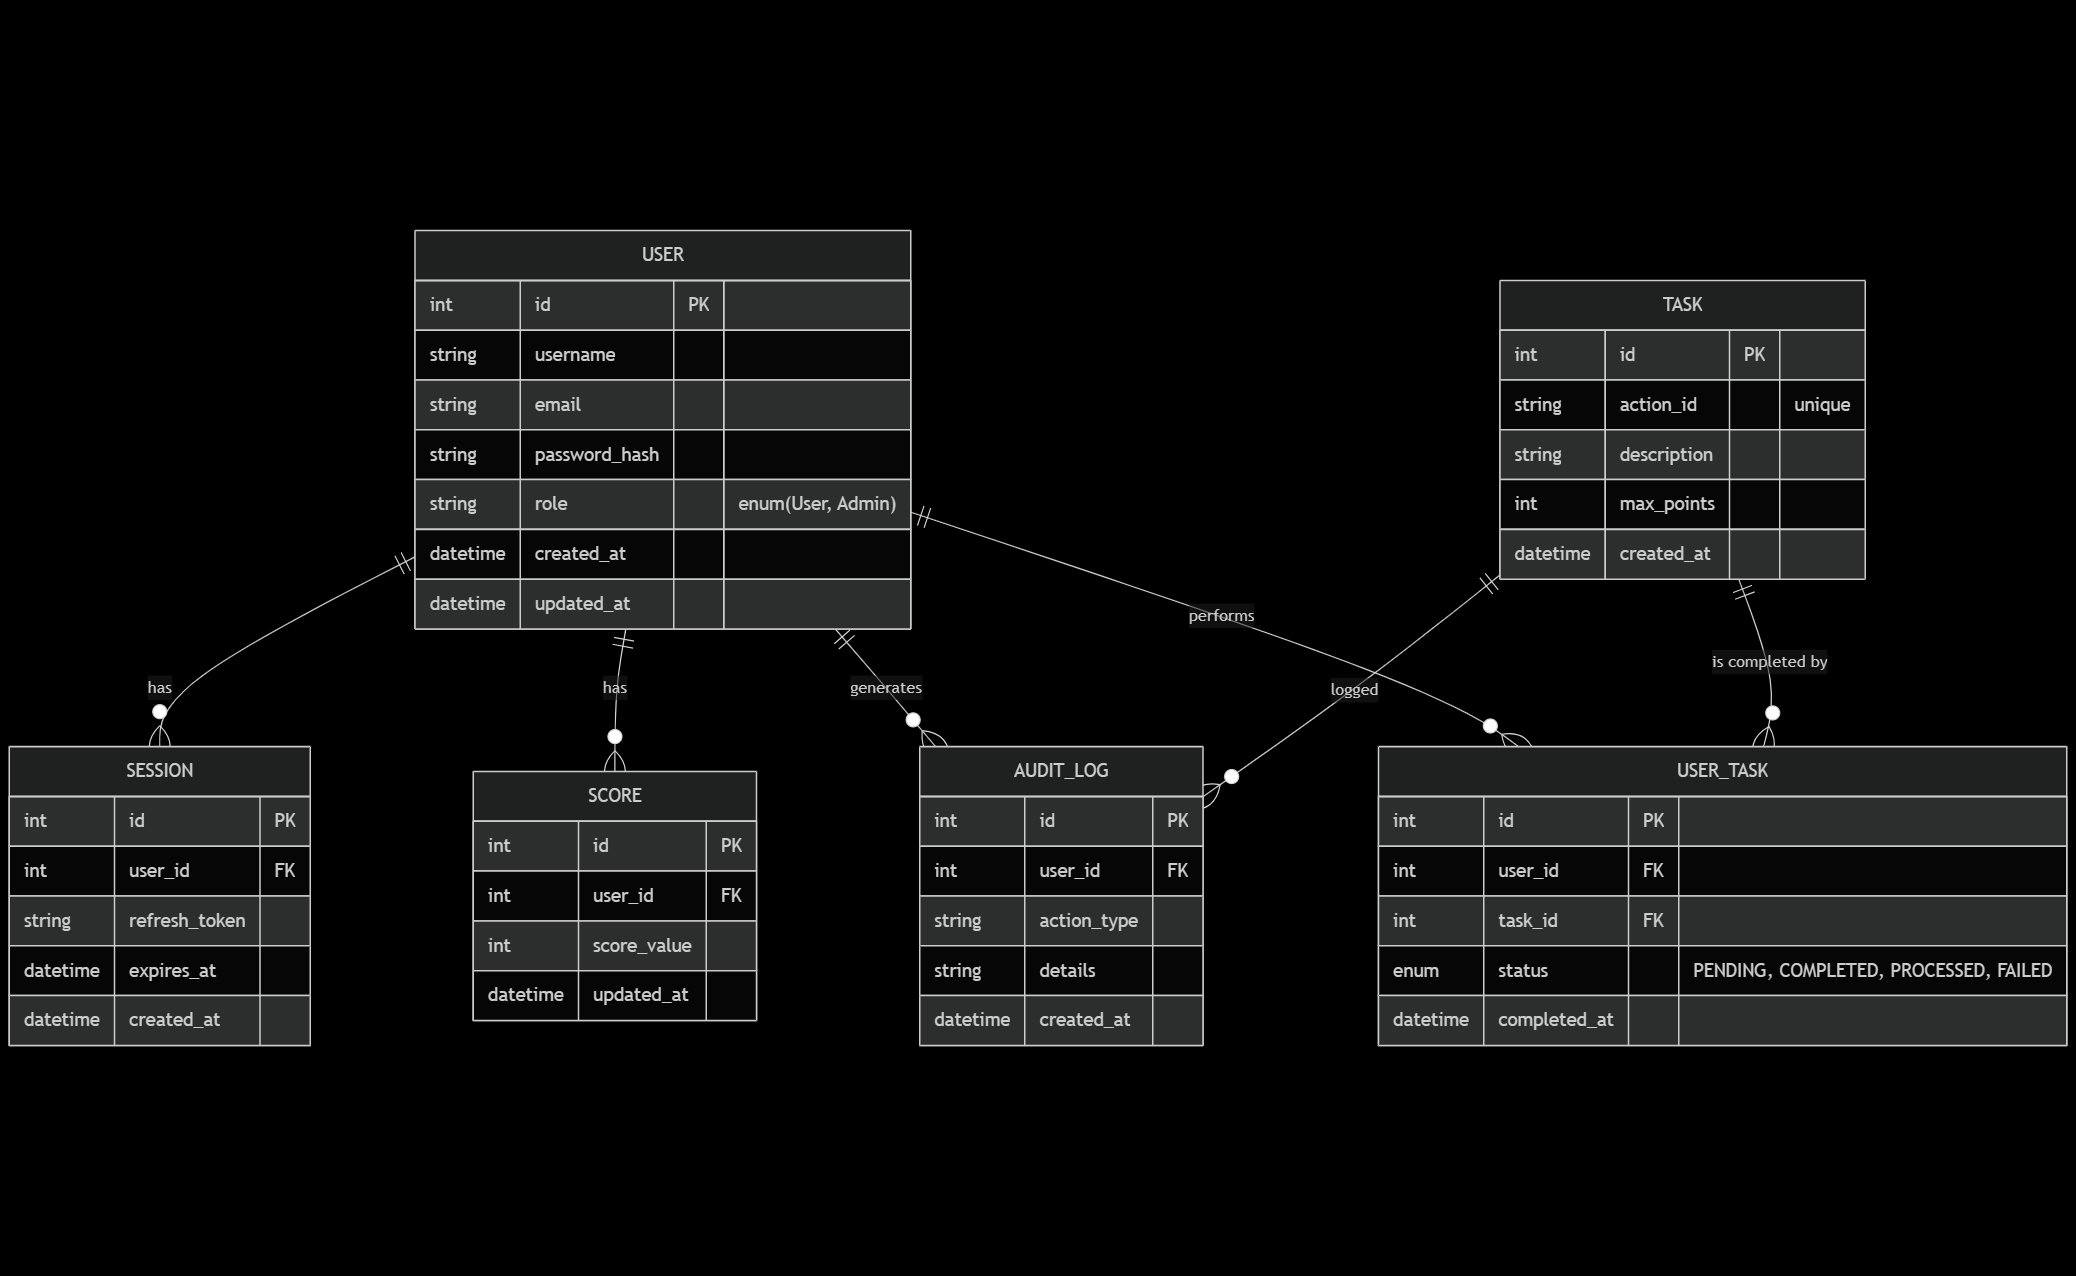 USER
int id PK
string username
string email
string password_hash
string role enum(User, Admin)
datetime created_at
datetime updated_at
TASK
int id PK
string action_id unique
string description
int max_points
datetime created_at
performs
is completed by
has
has
generates
logged
SESSION
int id PK
int user_id FK
string refresh_token
datetime expires_at
datetime created_at
SCORE
int id PK
int user_id FK
int score_value
datetime updated_at
AUDIT_LOG
int id PK
int user_id FK
string action_type
string details
datetime created_at
USER_TASK
int id PK
int user_id FK
int task_id FK
enum status PENDING, COMPLETED, PROCESSED, FAILED
datetime completed_at